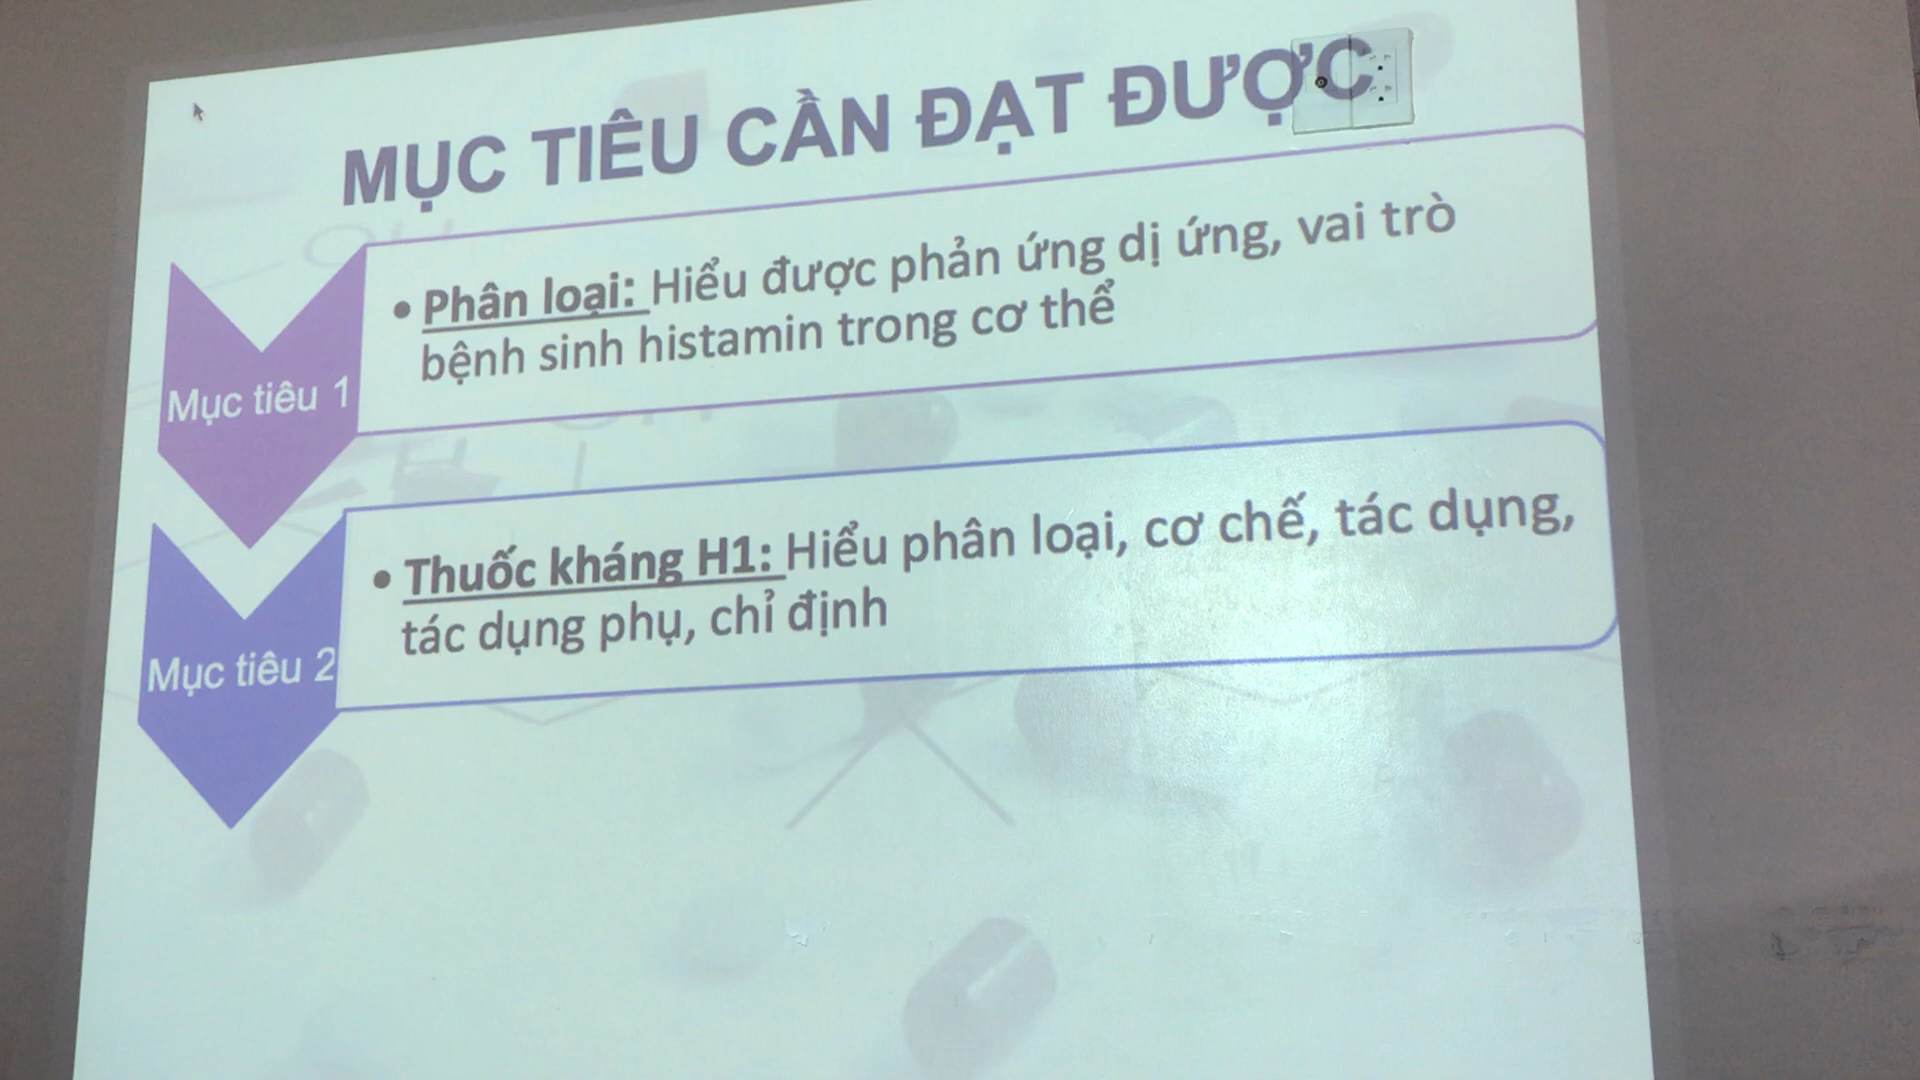 MỤC TIÊU CẦN ĐẠT ĐƯỢC
• Phân loại: Hiểu được phản ứng dị ứng, vai trò
bệnh sinh histamin trong cơ thể
Mục tiêu 1
• Thuốc kháng H1: Hiểu phân loại, cơ chế, tác dụng,
tác dụng phụ, chỉ định
Mục tiêu 2